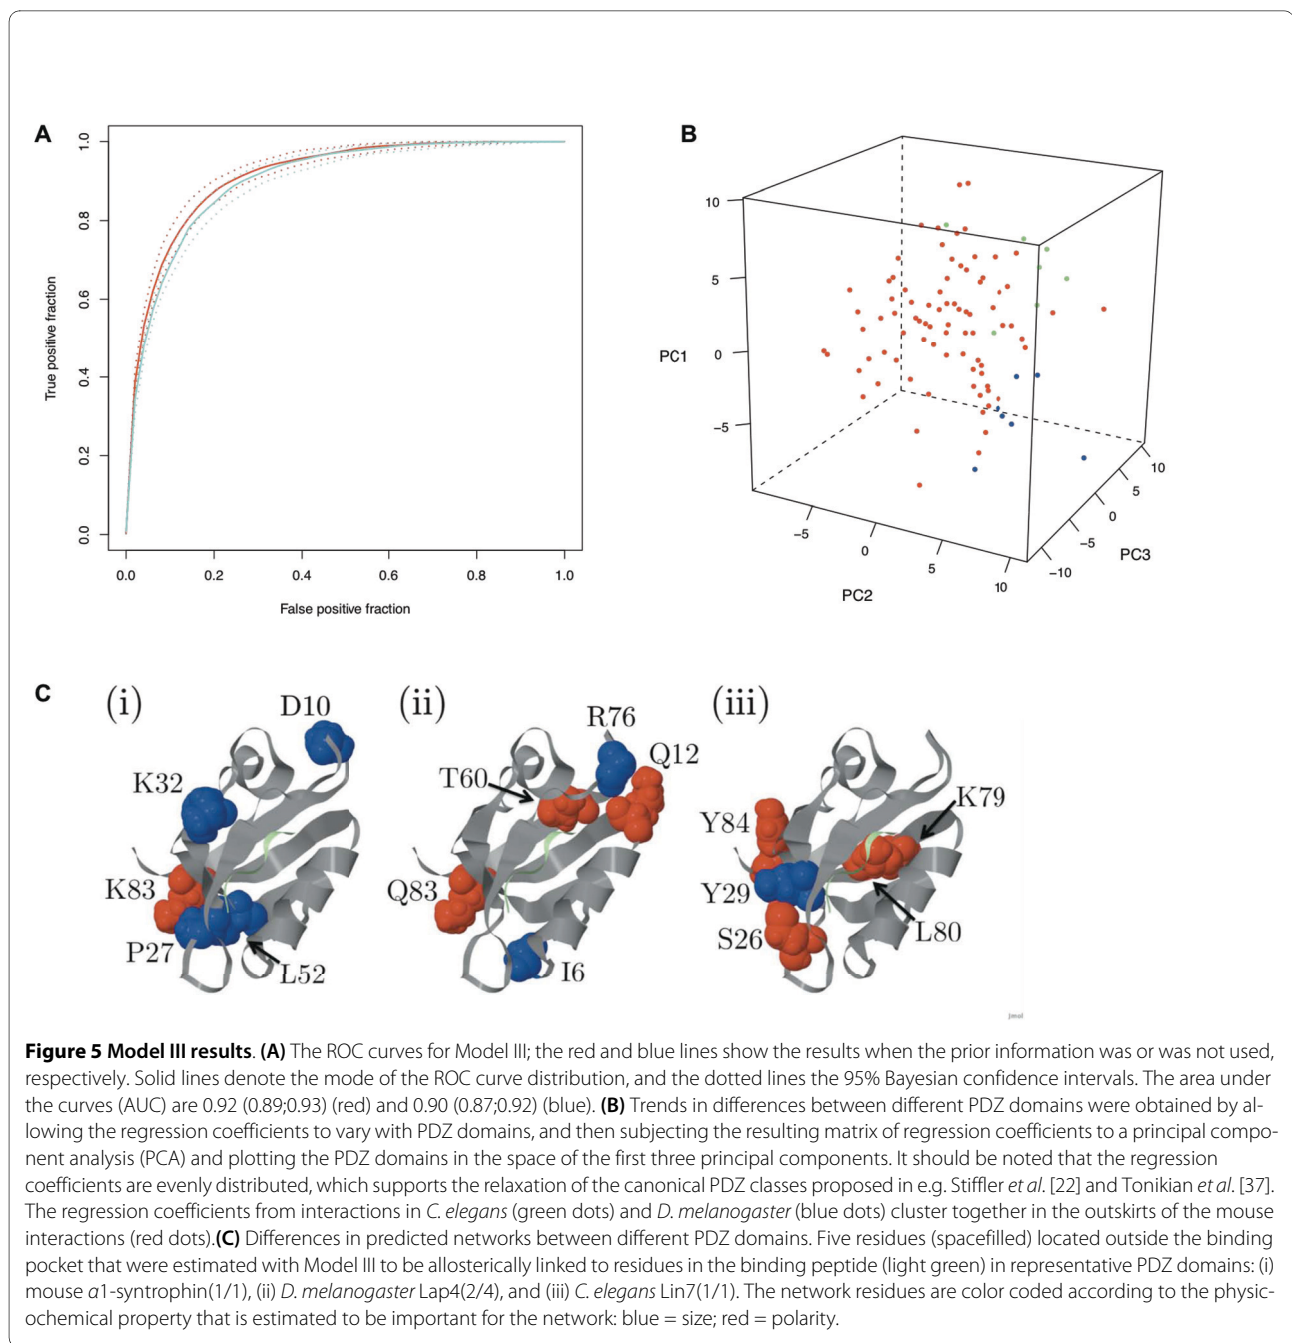 A
B
1.0
0.8
0.6
0.4
0.2
0.0
True positive fraction
0.0 0.2 0.4 0.6 0.8 1.0
False positive fraction
10
5
PC1 0
−5
−5 0 5 10
PC2
−10 −5 0 5 10
PC3
C
(i) (ii) (iii)
D10
K32
K83
P27
L52
R76
Q12
T60
Q83
I6
K79
Y84
Y29
S26
L80
jmol
Figure 5 Model III results. (A) The ROC curves for Model III; the red and blue lines show the results when the prior information was or was not used,
respectively. Solid lines denote the mode of the ROC curve distribution, and the dotted lines the 95% Bayesian confidence intervals. The area under
the curves (AUC) are 0.92 (0.89;0.93) (red) and 0.90 (0.87;0.92) (blue). (B) Trends in differences between different PDZ domains were obtained by al-
lowing the regression coefficients to vary with PDZ domains, and then subjecting the resulting matrix of regression coefficients to a principal compo-
nent analysis (PCA) and plotting the PDZ domains in the space of the first three principal components. It should be noted that the regression
coefficients are evenly distributed, which supports the relaxation of the canonical PDZ classes proposed in e.g. Stiffler et al. [22] and Tonikian et al. [37].
The regression coefficients from interactions in C. elegans (green dots) and D. melanogaster (blue dots) cluster together in the outskirts of the mouse
interactions (red dots).(C) Differences in predicted networks between different PDZ domains. Five residues (spacefilled) located outside the binding
pocket that were estimated with Model III to be allosterically linked to residues in the binding peptide (light green) in representative PDZ domains: (i)
mouse α1-syntrophin(1/1), (ii) D. melanogaster Lap4(2/4), and (iii) C. elegans Lin7(1/1). The network residues are color coded according to the physic-
ochemical property that is estimated to be important for the network: blue = size; red = polarity.